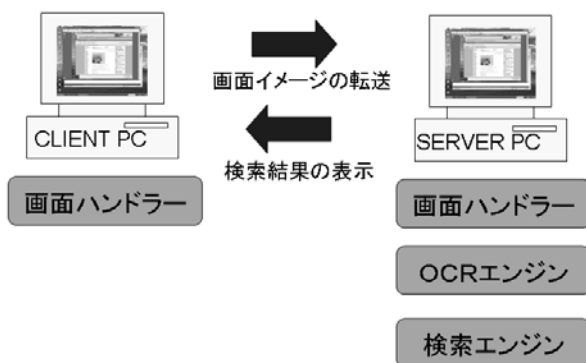 画面イメージの転送
CLIENT PC
検索結果の表示
SERVER PC
画面ハンドラー
画面ハンドラー
OCRエンジン
検索エンジン